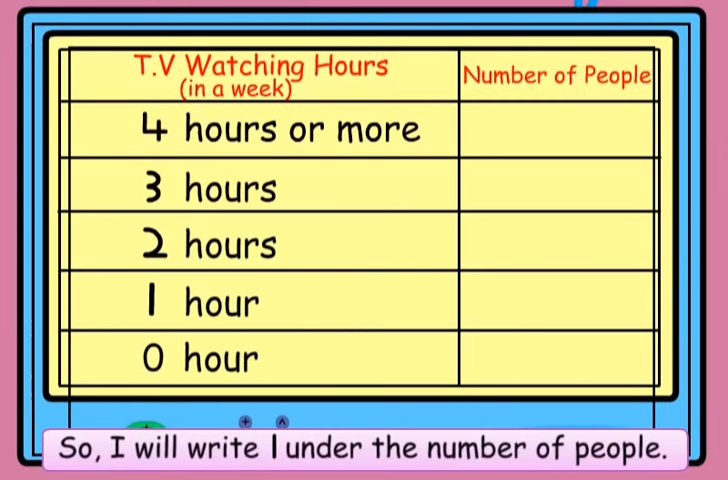 T.V Watching Hours
(in a week)
Number of People
4 hours or more
3 hours
2 hours
1 hour
0 hour
So, I will write 1 under the number of people.